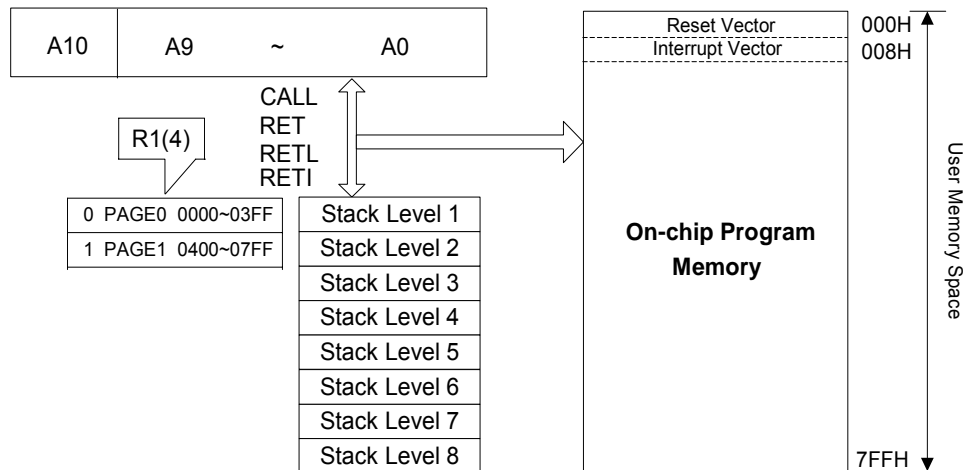 A10 A9 ~ A0
CALL
RET
RETL
RETI
R1(4)
0 PAGE0 0000~03FF
1 PAGE1 0400~07FF
Stack Level 1
Stack Level 2
Stack Level 3
Stack Level 4
Stack Level 5
Stack Level 6
Stack Level 7
Stack Level 8
Reset Vector 000H
Interrupt Vector 008H
On-chip Program
Memory
7FFH
User Memory Space